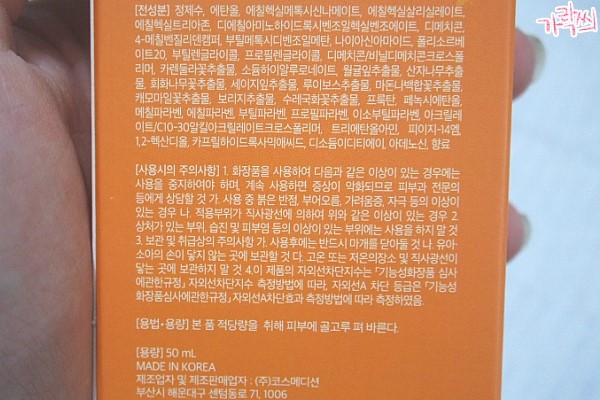 가락씨
[전성분] 정제수, 에탄올, 에칠헥실메톡시신나메이트, 에칠헥실살리실레이트,
에칠헥실트리아존, 디에칠아미노하이드록시벤조일헥실벤조에이트, 디메치콘,
4-메칠벤질리덴캠퍼, 부틸메톡시디벤조일메탄, 나이아신아마이드, 폴리소르베
이트20, 부틸렌글라이콜, 프로필렌글라이콜, 디메치콘/비닐디메치콘크로스폴
리머, 카렌둘라꽃추출물, 소듐하이알루로네이트, 월귤잎추출물, 산자나무추출
물, 회화나무꽃추출물, 세이지잎추출물, 루이보스추출물, 마돈나백합꽃추출물,
캐모마일꽃추출물, 보리지추출물, 수레국화꽃추출물, 프룩탄, 페녹시에탄올,
메칠파라벤, 에칠파라벤, 부틸파라벤, 프로필파라벤, 이소부틸파라벤, 아크릴레
이트/C10-30알킬아크릴레이트크로스폴리머, 트리에탄올아민, 피이지-14엠,
1,2-헥산디올, 카프릴하이드록사믹애씨드, 디소듐이디티에이, 아데노신, 향료
[사용시의 주의사항] 1. 화장품을 사용하여 다음과 같은 이상이 있는 경우에는
사용을 중지하여야 하며, 계속 사용하면 증상이 악화되므로 피부과 전문의
등에게 상담할 것 가. 사용 중 붉은 반점, 부어오름, 가려움증, 자극 등의 이상이
있는 경우 나. 적용부위가 직사광선에 의하여 위와 같은 이상이 있는 경우 2.
상처가 있는 부위, 습진 및 피부염 등의 이상이 있는 부위에는 사용을 하지 말 것
3. 보관 및 취급상의 주의사항 가. 사용후에는 반드시 마개를 닫아둘 것 나. 유아·
소아의 손이 닿지 않는 곳에 보관할 것 다. 고온 또는 저온의장소 및 직사광선이
닿는 곳에는 보관하지 말 것 4.이 제품의 자외선차단지수는 「기능성화장품 심사
에관한규정」 자외선차단지수 측정방법에 따라, 자외선A 차단 등급은 「기능성
화장품심사에관한규정」 자외선A차단효과 측정방법에 따라 측정하였음.
[용법·용량] 본 품 적당량을 취해 피부에 골고루 펴 바른다.
[용량] 50 mL
MADE IN KOREA
제조업자 및 제조판매업자 : (주)코스메디션
부산시 해운대구 센텀동로 71, 1006